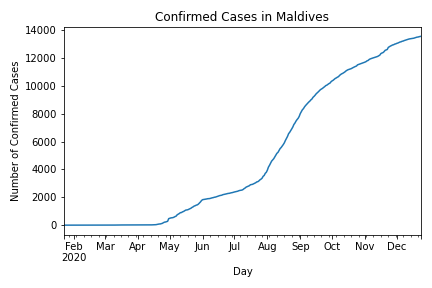 Confirmed Cases in Maldives
Number of Confirmed Cases
14000
12000
10000
8000
6000
4000
2000
0
Feb Mar Apr May Jun Jul Aug Sep Oct Nov Dec
2020
Day